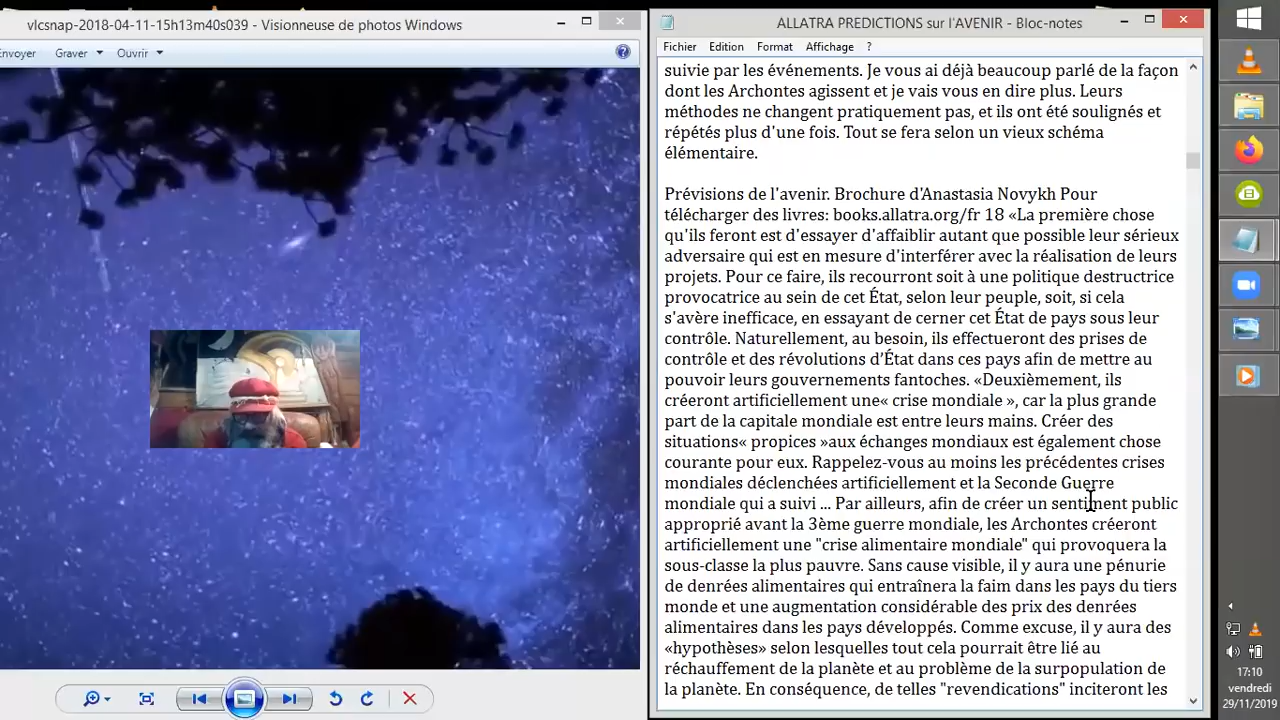 vlcsnap-2018-04-11-15h13m40s039 - Visionneuse de photos Windows
Envoyer Graver Ouvrir
ALLATRA PREDICTIONS sur l'AVENIR - Bloc-notes
Fichier Edition Format Affichage ?
suivie par les événements. Je vous ai déjà beaucoup parlé de la façon
dont les Archontes agissent et je vais vous en dire plus. Leurs
méthodes ne changent pratiquement pas, et ils ont été soulignés et
répétés plus d'une fois. Tout se fera selon un vieux schéma
élémentaire.
Prévisions de l'avenir. Brochure d'Anastasia Novykh Pour
télécharger des livres: books.allatra.org/fr 18 «La première chose
qu'ils feront est d'essayer d'affaiblir autant que possible leur sérieux
adversaire qui est en mesure d'interférer avec la réalisation de leurs
projets. Pour ce faire, ils recourront soit à une politique destructrice
provocatrice au sein de cet État, selon leur peuple, soit, si cela
s'avère inefficace, en essayant de cerner cet État de pays sous leur
contrôle. Naturellement, au besoin, ils effectueront des prises de
contrôle et des révolutions d'État dans ces pays afin de mettre au
pouvoir leurs gouvernements fantoches. «Deuxièmement, ils
créeront artificiellement une« crise mondiale », car la plus grande
part de la capitale mondiale est entre leurs mains. Créer des
situations« propices »aux échanges mondiaux est également chose
courante pour eux. Rappelez-vous au moins les précédentes crises
mondiales déclenchées artificiellement et la Seconde Guerre
mondiale qui a suivi ... Par ailleurs, afin de créer un sentiment public
approprié avant la 3ème guerre mondiale, les Archontes créeront
artificiellement une "crise alimentaire mondiale" qui provoquera la
sous-classe la plus pauvre. Sans cause visible, il y aura une pénurie
de denrées alimentaires qui entraînera la faim dans les pays du tiers
monde et une augmentation considérable des prix des denrées
alimentaires dans les pays développés. Comme excuse, il y aura des
«hypothèses» selon lesquelles tout cela pourrait être lié au
réchauffement de la planète et au problème de la surpopulation de
la planète. En conséquence, de telles "revendications" inciteront les
17:10
vendredi
29/11/2019